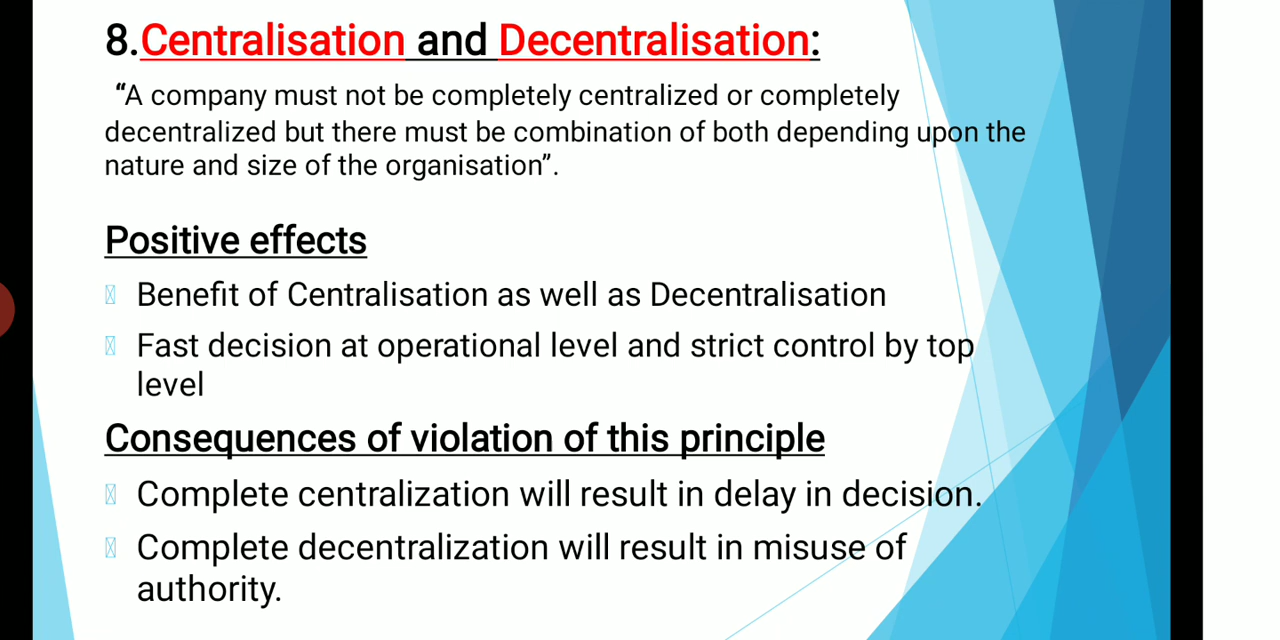 8.Centralisation and Decentralisation:
“A company must not be completely centralized or completely
decentralized but there must be combination of both depending upon the
nature and size of the organisation”.
Positive effects
Benefit of Centralisation as well as Decentralisation
Fast decision at operational level and strict control by top
level
Consequences of violation of this principle
Complete centralization will result in delay in decision.
Complete decentralization will result in misuse of
authority.